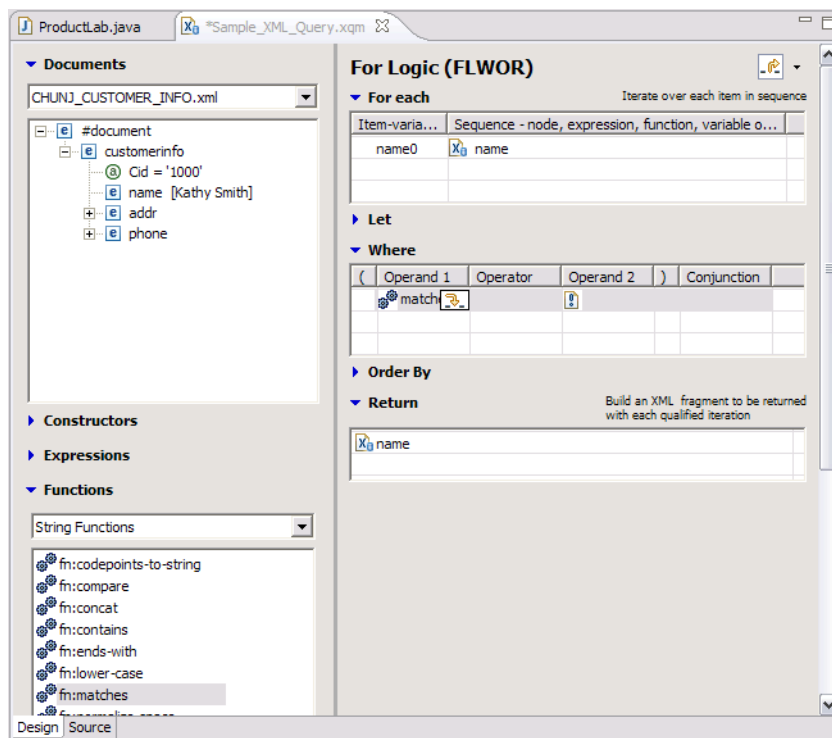 ProductLab.java
*Sample_XML_Query.xqm
Documents
CHUNJ_CUSTOMER_INFO.xml
#document
customerinfo
Cid = '1000'
name [Kathy Smith]
addr
phone
Constructors
Expressions
Functions
String Functions
fn:codepoints-to-string
fn:compare
fn:concat
fn:contains
fn:ends-with
fn:lower-case
fn:matches
Design Source
For Logic (FLWOR)
For each Iterate over each item in sequence
Item-varia... Sequence - node, expression, function, variable o...
name0 name
Let
Where
( Operand 1 Operator Operand 2 ) Conjunction
Order By
Return Build an XML fragment to be returned
with each qualified iteration
name